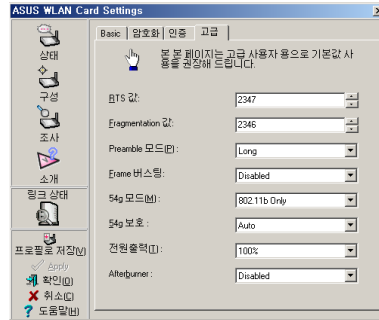 ASUS WLAN Card Settings
상태
구성
조사
소개
링크 상태
프로필로 저장(V)
Apply
확인(O)
취소(C)
도움말(H)
Basic 암호화 인증 고급
본 본 페이지는 고급 사용자 용으로 기본값 사
용을 권장해 드립니다.
RTS 값: 2347
Fragmentation 값: 2346
Preamble 모드(P): Long
Frame 버스팅: Disabled
54g 모드(M): 802.11b Only
54g 보호 : Auto
전원출력(T): 100%
Afterburner : Disabled